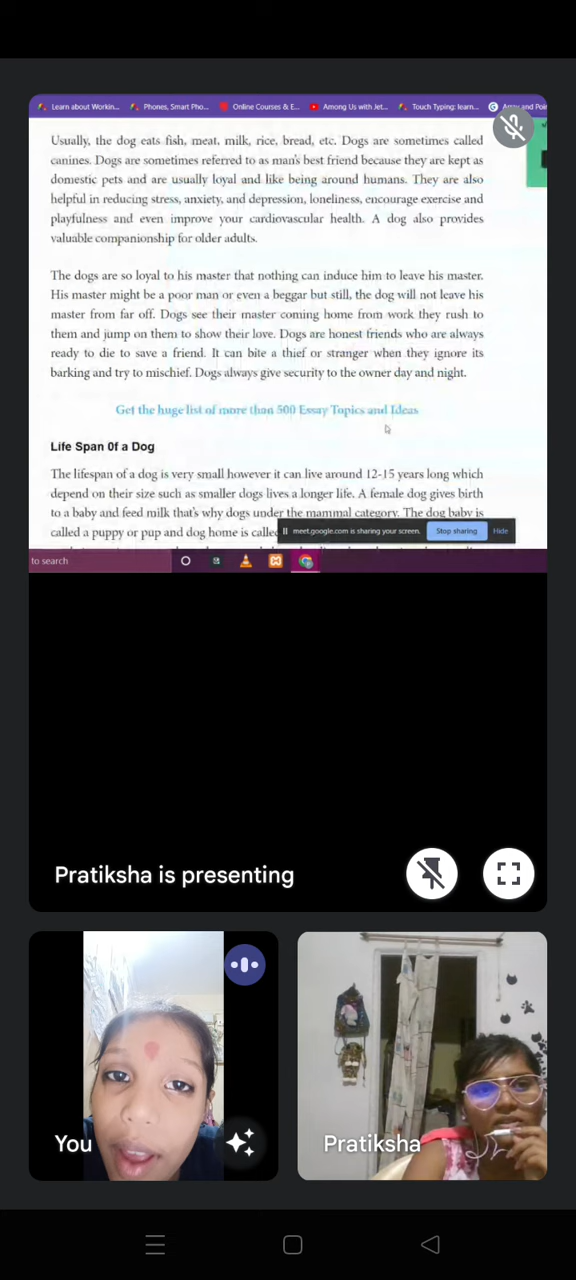 Learn about Workin... Phones, Smart Pho... Online Courses & E... Among Us with Jet... Touch Typing: learn... Array and Poin
Usually, the dog eats fish, meat, milk, rice, bread, etc. Dogs are sometimes called
canines. Dogs are sometimes referred to as man's best friend because they are kept as
domestic pets and are usually loyal and like being around humans. They are also
helpful in reducing stress, anxiety, and depression, loneliness, encourage exercise and
playfulness and even improve your cardiovascular health. A dog also provides
valuable companionship for older adults.
The dogs are so loyal to his master that nothing can induce him to leave his master.
His master might be a poor man or even a beggar but still, the dog will not leave his
master from far off. Dogs see their master coming home from work they rush to
them and jump on them to show their love. Dogs are honest friends who are always
ready to die to save a friend. It can bite a thief or stranger when they ignore its
barking and try to mischief. Dogs always give security to the owner day and night.
Get the huge list of more than 500 Essay Topics and Ideas
Life Span 0f a Dog
The lifespan of a dog is very small however it can live around 12-15 years long which
depend on their size such as smaller dogs lives a longer life. A female dog gives birth
to a baby and feed milk that's why dogs under the mammal category. The dog baby is
called a puppy or pup and dog home is called
meet.google.com is sharing your screen. Stop sharing Hide
to search
Pratiksha is presenting
You
Pratiksha